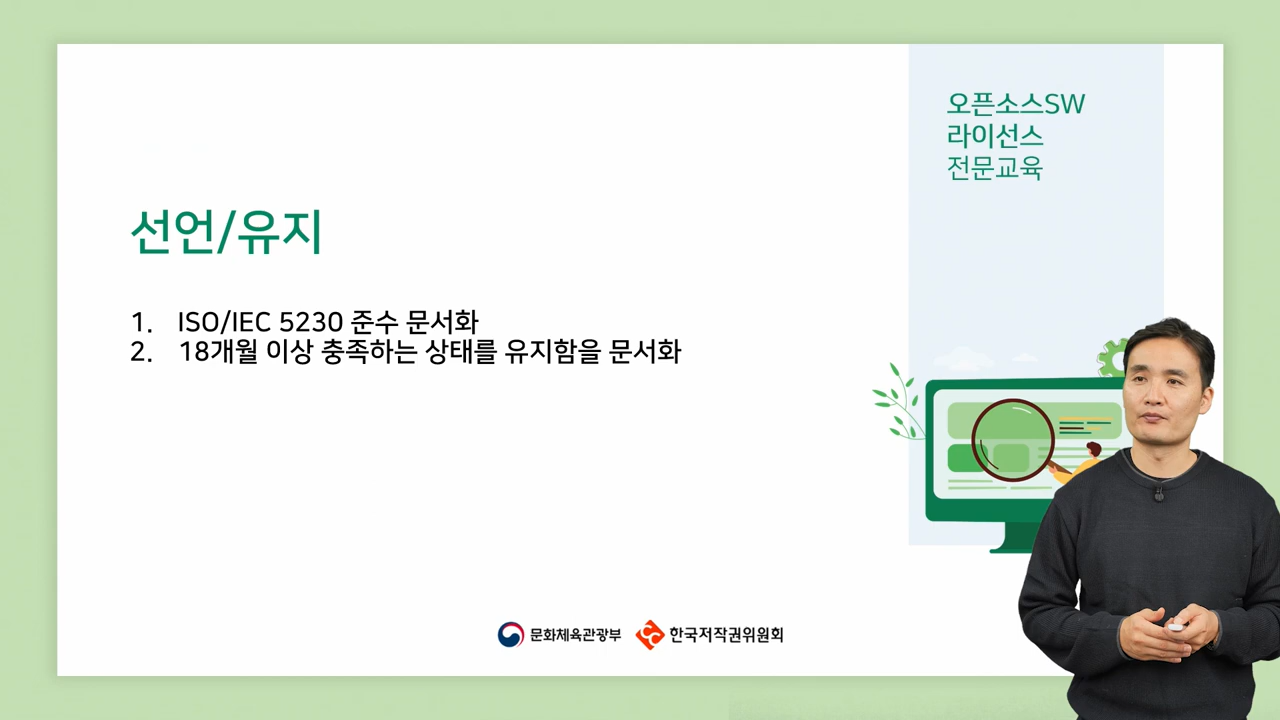 오픈소스SW
라이선스
전문교육
선언/유지
1. ISO/IEC 5230 준수 문서화
2. 18개월 이상 충족하는 상태를 유지함을 문서화
문화체육관광부
한국저작권위원회